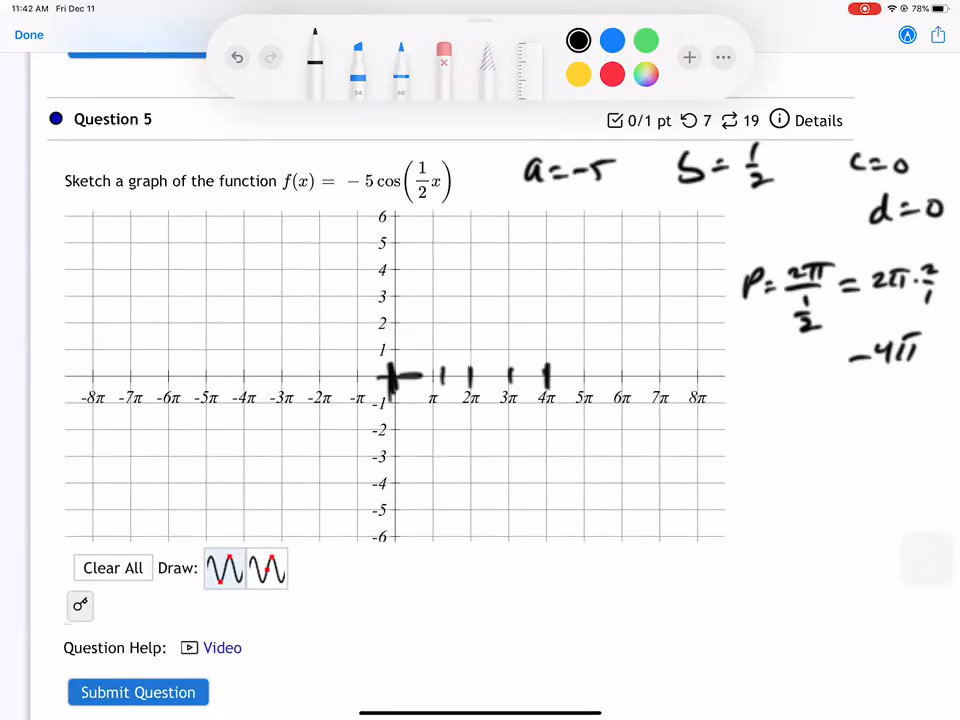 11:42 AM Fri Dec 11 78%
Done
34 50
Question 5 0/1 pt 7 19 Details
Sketch a graph of the function f(x) = − 5 cos(1/2 x)
a=-5 b=1/2 c=0
d=0
P= 2π/(1/2) = 2π·2/1
-4π
6
5
4
3
2
1
-8π -7π -6π -5π -4π -3π -2π -π π 2π 3π 4π 5π 6π 7π 8π
-1
-2
-3
-4
-5
-6
Clear All Draw:
Question Help: Video
Submit Question